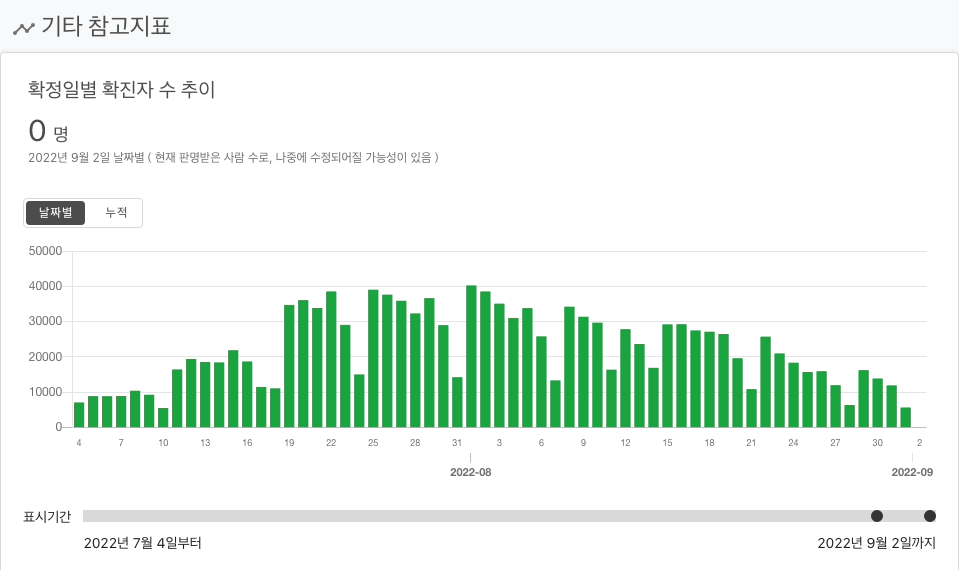 기타 참고지표
확정일별 확진자 수 추이
0 명
2022년 9월 2일 날짜별 ( 현재 판명받은 사람 수로, 나중에 수정되어질 가능성이 있음 )
날짜별 누적
50000
40000
30000
20000
10000
0
4 7 10 13 16 19 22 25 28 31 3 6 9 12 15 18 21 24 27 30 2
2022-08 2022-09
표시기간
2022년 7월 4일부터 2022년 9월 2일까지